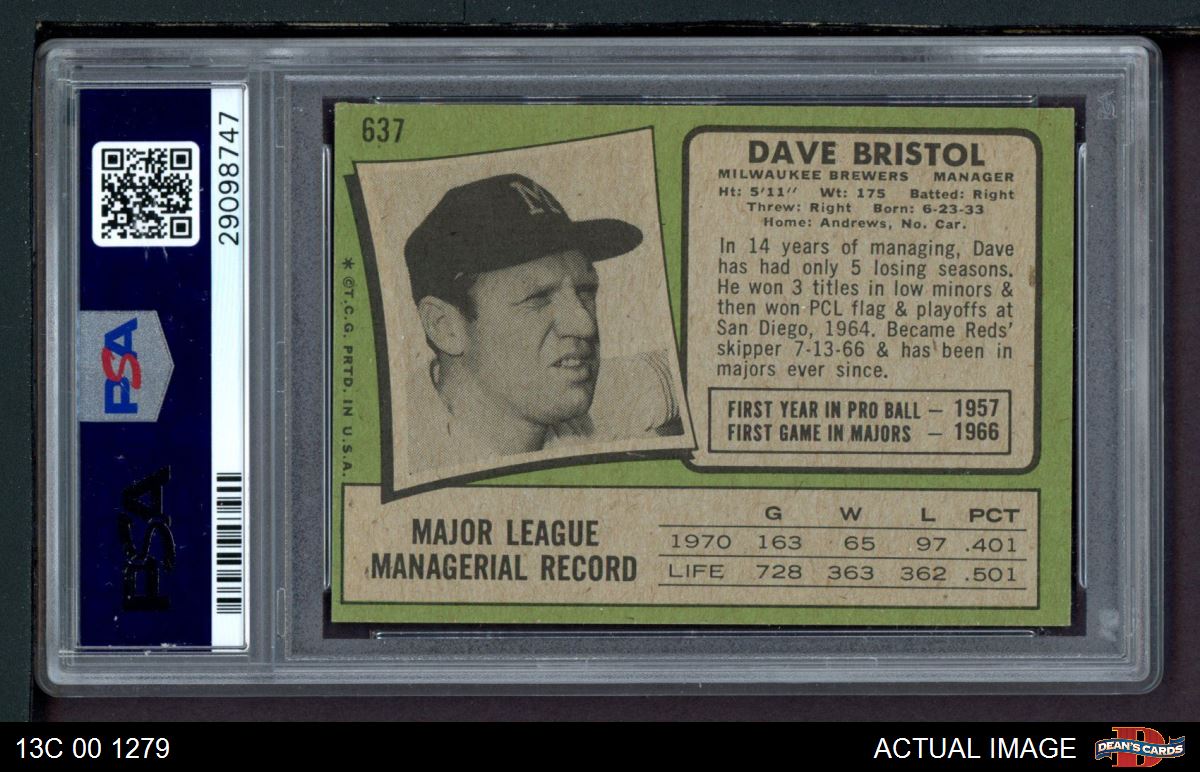 637
DAVE BRISTOL
MILWAUKEE BREWERS MANAGER
Ht: 5'11" Wt: 175 Batted: Right
Threw: Right Born: 6-23-33
Home: Andrews, No. Car.
In 14 years of managing, Dave
has had only 5 losing seasons.
He won 3 titles in low minors &
then won PCL flag & playoffs at
San Diego, 1964. Became Reds'
skipper 7-13-66 & has been in
majors ever since.
FIRST YEAR IN PRO BALL — 1957
FIRST GAME IN MAJORS — 1966
M
* ©T.C.G. PRTD. IN U.S.A.
MAJOR LEAGUE
MANAGERIAL RECORD
G W L PCT
1970 163 65 97 .401
LIFE 728 363 362 .501
29098747
PSA
PSA
13C 00 1279
ACTUAL IMAGE
D
DEAN'S CARDS